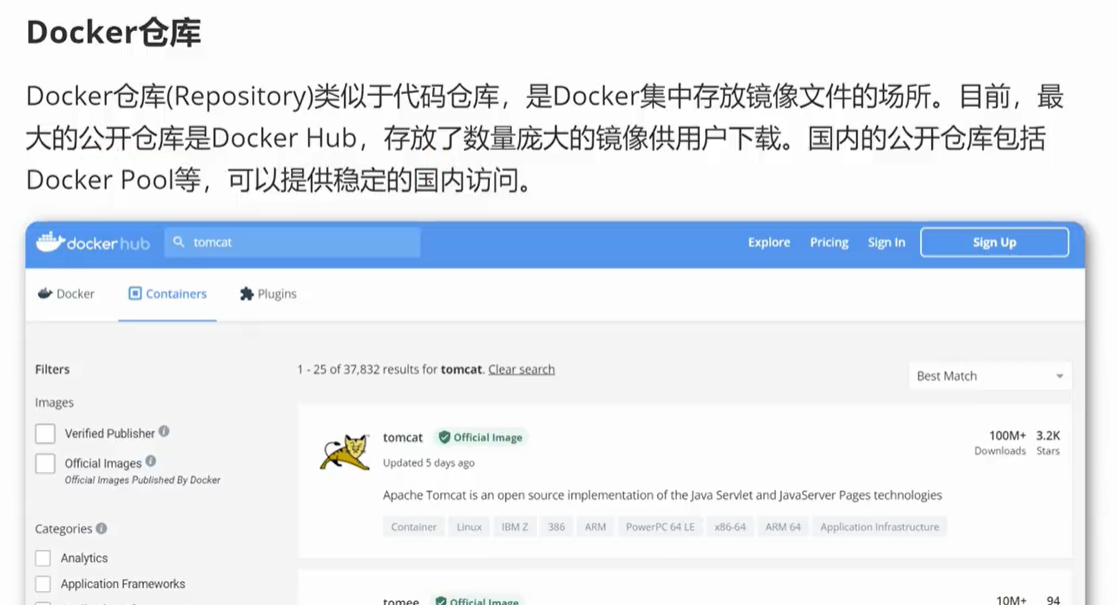 Docker仓库
Docker仓库(Repository)类似于代码仓库，是Docker集中存放镜像文件的场所。目前，最
大的公开仓库是Docker Hub，存放了数量庞大的镜像供用户下载。国内的公开仓库包括
Docker Pool等，可以提供稳定的国内访问。
docker hub
tomcat
Explore Pricing Sign In Sign Up
Docker Containers Plugins
Filters
1 - 25 of 37,832 results for tomcat. Clear search
Best Match
Images
Verified Publisher
Official Images
Official Images Published By Docker
Categories
Analytics
Application Frameworks
tomcat Official Image
Updated 5 days ago
100M+ 3.2K
Downloads Stars
Apache Tomcat is an open source implementation of the Java Servlet and JavaServer Pages technologies
Container Linux IBM Z 386 ARM PowerPC 64 LE x86-64 ARM 64 Application Infrastructure
tomee Official Image
10M+ 94